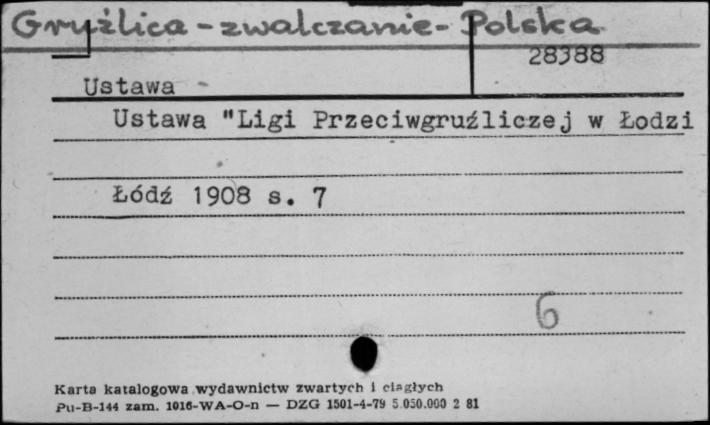 Gruźlica - zwalczanie - Polska
28388
Ustawa
Ustawa "Ligi Przeciwgruźliczej w Łodzi
Łódź 1908 s. 7
6
Karta katalogowa wydawnictw zwartych i ciągłych
Pu-B-144 zam. 1016-WA-O-n — DZG 1501-4-79 5.050.000 2 81